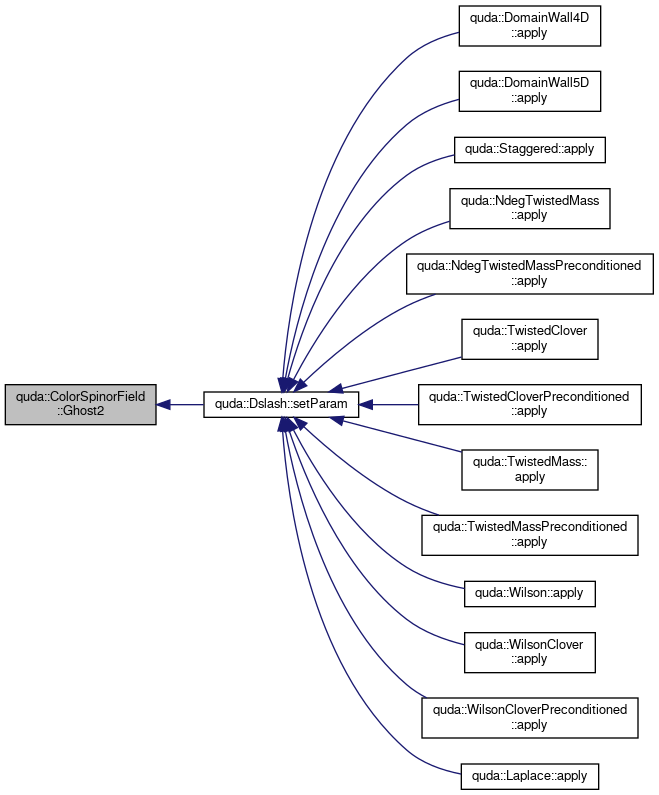 quda::DomainWall4D
::apply
quda::DomainWall5D
::apply
quda::Staggered::apply
quda::NdegTwistedMass
::apply
quda::NdegTwistedMassPreconditioned
::apply
quda::TwistedClover
::apply
quda::ColorSpinorField
::Ghost2
quda::Dslash::setParam
quda::TwistedCloverPreconditioned
::apply
quda::TwistedMass::
apply
quda::TwistedMassPreconditioned
::apply
quda::Wilson::apply
quda::WilsonClover
::apply
quda::WilsonCloverPreconditioned
::apply
quda::Laplace::apply